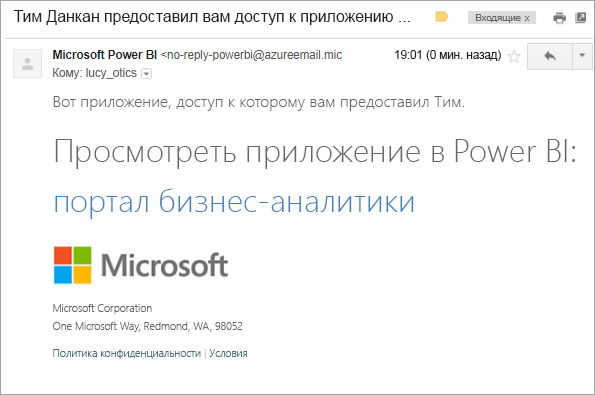 Тим Данкан предоставил вам доступ к приложению ...
Входящие x
Microsoft Power BI <no-reply-powerbi@azureemail.mic
19:01 (0 мин. назад)
Кому: lucy_otics
Вот приложение, доступ к которому вам предоставил Тим.
Просмотреть приложение в Power BI:
портал бизнес-аналитики
Microsoft
Microsoft Corporation
One Microsoft Way, Redmond, WA, 98052
Политика конфиденциальности | Условия